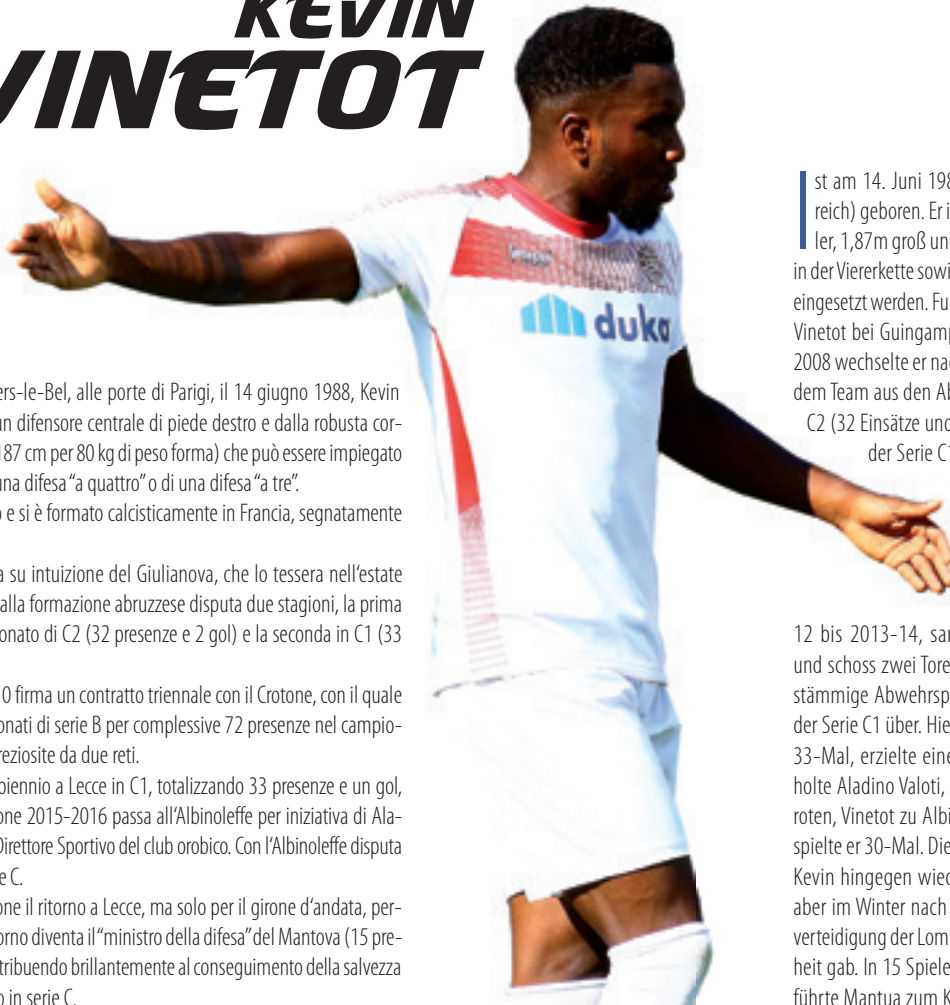 KEVIN
VINETOT
duka
ers-le-Bel, alle porte di Parigi, il 14 giugno 1988, Kevin
un difensore centrale di piede destro e dalla robusta cor-
187 cm per 80 kg di peso forma) che può essere impiegato
una difesa “a quattro” o di una difesa “a tre”.
o e si è formato calcisticamente in Francia, segnatamente
a su intuizione del Giulianova, che lo tessera nell‘estate
alla formazione abruzzese disputa due stagioni, la prima
onato di C2 (32 presenze e 2 gol) e la seconda in C1 (33
0 firma un contratto triennale con il Crotone, con il quale
onati di serie B per complessive 72 presenze nel campio-
reziosite da due reti.
biennio a Lecce in C1, totalizzando 33 presenze e un gol,
one 2015-2016 passa all‘Albinoleffe per iniziativa di Ala-
Direttore Sportivo del club orobico. Con l‘Albinoleffe disputa
e C.
one il ritorno a Lecce, ma solo per il girone d‘andata, per-
orno diventa il “ministro della difesa” del Mantova (15 pre-
tribuendo brillantemente al conseguimento della salvezza
o in serie C.
Ist am 14. Juni 198
reich) geboren. Er i
ler, 1,87m groß und
in der Viererkette sowi
eingesetzt werden. Fu
Vinetot bei Guingamp
2008 wechselte er nac
dem Team aus den Ab
C2 (32 Einsätze und
der Serie C1
12 bis 2013-14, sam
und schoss zwei Tore
stämmige Abwehrsp
der Serie C1 über. Hie
33-Mal, erzielte eine
holte Aladino Valoti,
roten, Vinetot zu Albi
spielte er 30-Mal. Die
Kevin hingegen wied
aber im Winter nach
verteidigung der Lom
heit gab. In 15 Spiele
führte Mantua zum K